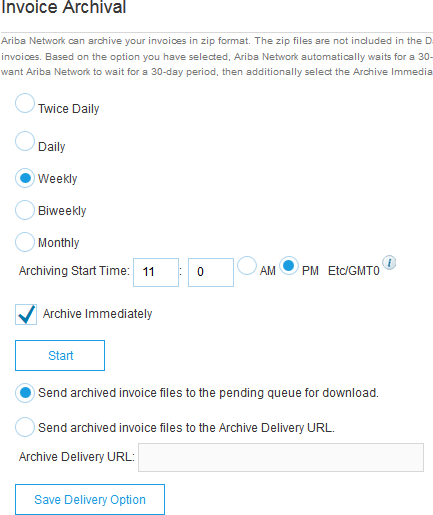 Invoice Archival
Ariba Network can archive your invoices in zip format. The zip files are not included in the D
invoices. Based on the option you have selected, Ariba Network automatically waits for a 30-
want Ariba Network to wait for a 30-day period, then additionally select the Archive Immedia
Twice Daily
Daily
Weekly
Biweekly
Monthly
Archiving Start Time: 11 : 0 AM PM Etc/GMT0 i
Archive Immediately
Start
Send archived invoice files to the pending queue for download.
Send archived invoice files to the Archive Delivery URL.
Archive Delivery URL:
Save Delivery Option